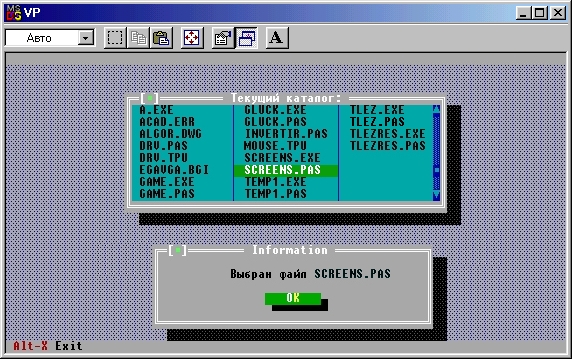 VP
Авто
A
Текущий каталог:
A.EXE GLUCK.EXE TLEZ.EXE
ACAD.ERR GLUCK.PAS TLEZ.PAS
ALGOR.DWG INVERTIR.PAS TLEZRES.EXE
DRV.PAS MOUSE.TPU TLEZRES.PAS
DRV.TPU SCREENS.EXE
EGAVGA.BGI SCREENS.PAS
GAME.EXE TEMP1.EXE
GAME.PAS TEMP1.PAS
Information
Выбран файл SCREENS.PAS
OK
Alt-X Exit